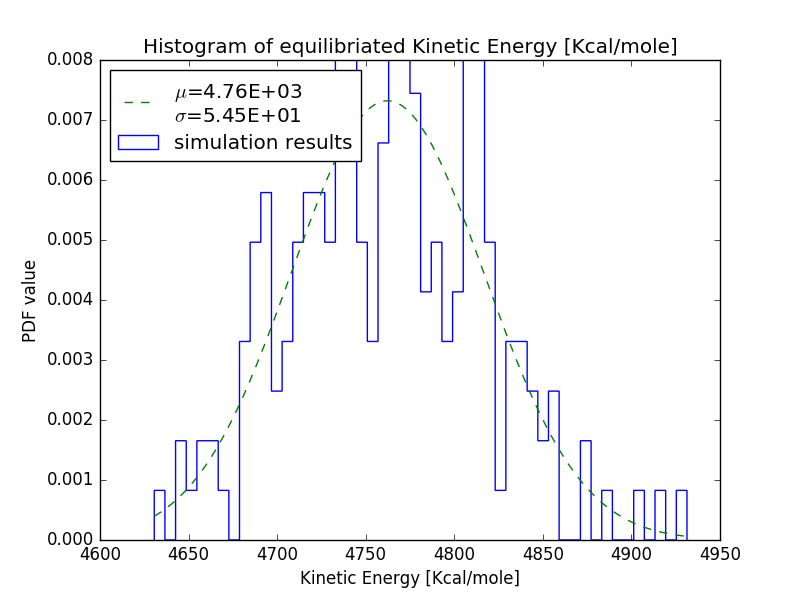 Histogram of equilibriated Kinetic Energy [Kcal/mole]
μ=4.76E+03
σ=5.45E+01
simulation results
0.008
0.007
0.006
0.005
0.004
0.003
0.002
0.001
0.000
PDF value
4600 4650 4700 4750 4800 4850 4900 4950
Kinetic Energy [Kcal/mole]